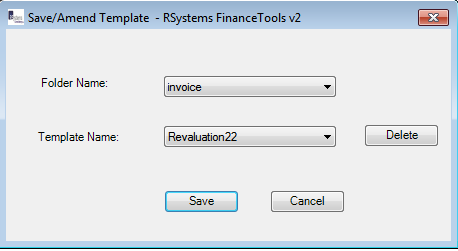 Save/Amend Template - RSystems FinanceTools v2
Folder Name: invoice
Template Name: Revaluation22 Delete
Save Cancel